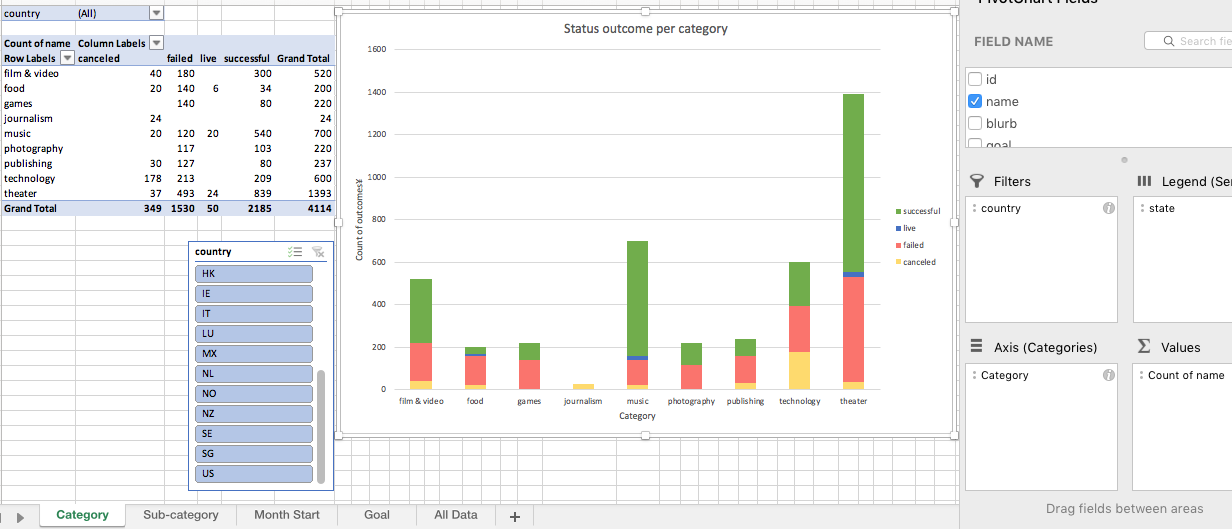 country (All)
Count of name Column Labels
Row Labels canceled failed live successful Grand Total
film & video 40 180 300 520
food 20 140 6 34 200
games 140 80 220
journalism 24 24
music 20 120 20 540 700
photography 117 103 220
publishing 30 127 80 237
technology 178 213 209 600
theater 37 493 24 839 1393
Grand Total 349 1530 50 2185 4114
country
HK
IE
IT
LU
MX
NL
NO
NZ
SE
SG
US
Status outcome per category
1600
1400
1200
1000
800
600
400
200
0
Count of outcomes¥
film & video food games journalism music photography publishing technology theater
Category
successful
live
failed
canceled
PivotChart Fields
FIELD NAME
Search fie
id
name
blurb
goal
Filters
country
Legend (Ser
state
Axis (Categories)
Category
Σ Values
Count of name
Drag fields between areas
Category Sub-category Month Start Goal All Data +